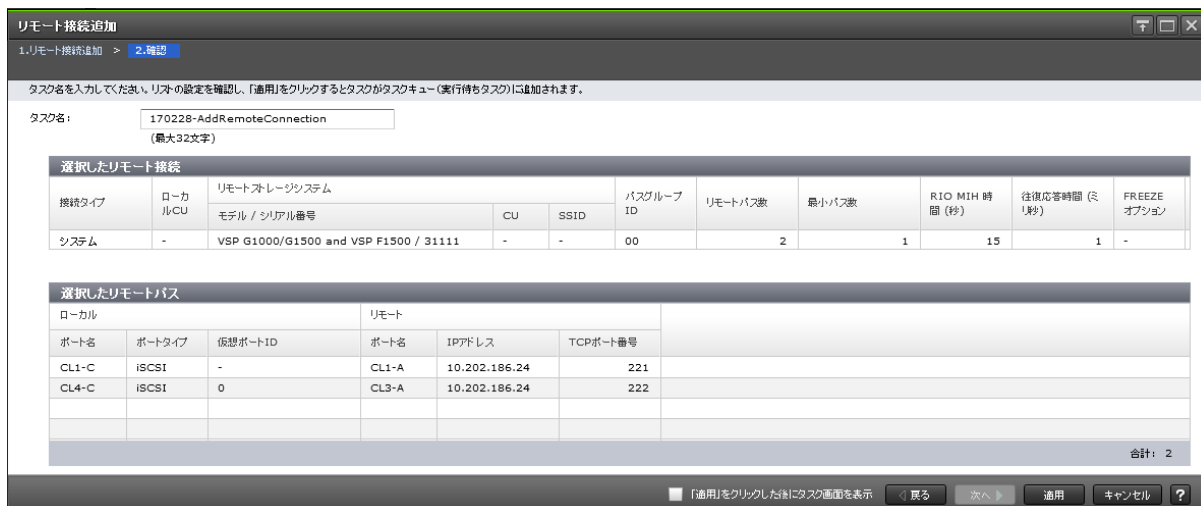 リモート接続追加
1.リモート接続追加 > 2.確認
タスク名を入力してください。リストの設定を確認し、「適用」をクリックするとタスクがタスクキュー(実行待ちタスク)に追加されます。
タスク名: 170228-AddRemoteConnection
(最大32文字)
選択したリモート接続
接続タイプ ローカルCU リモートストレージシステム パスグループID リモートパス数 最小パス数 RIO MIH 時間 (秒) 往復応答時間 (ミリ秒) FREEZE オプション
モデル / シリアル番号 CU SSID
システム - VSP G1000/G1500 and VSP F1500 / 31111 - - 00 2 1 15 1 -
選択したリモートパス
ローカル リモート
ポート名 ポートタイプ 仮想ポートID ポート名 IPアドレス TCPポート番号
CL1-C iSCSI - CL1-A 10.202.186.24 221
CL4-C iSCSI 0 CL3-A 10.202.186.24 222
合計: 2
「適用」をクリックした後にタスク画面を表示 戻る 次へ 適用 キャンセル ?